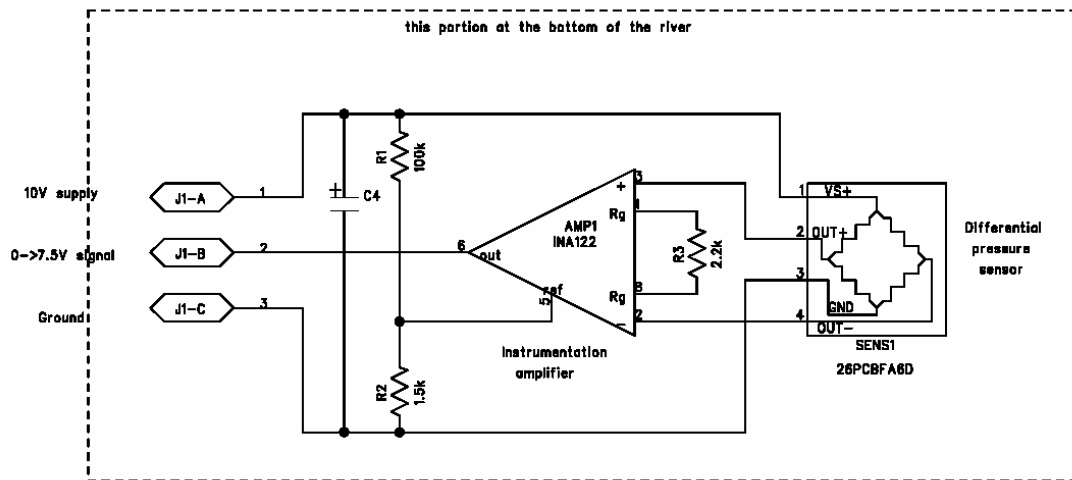 this portion at the bottom of the river
10V supply
J1-A
1
0->7.5V signal
J1-B
2
Ground
J1-C
3
+
C4
R1
100k
R2
1.5k
6
out
AMP1
INA122
+
3
Rg
1
Rg
8
2
−
ref
5
Instrumentation
amplifier
R3
2.2k
1
VS+
2
OUT+
3
GND
4
OUT-
SENS1
26PCBFA6D
Differential
pressure
sensor